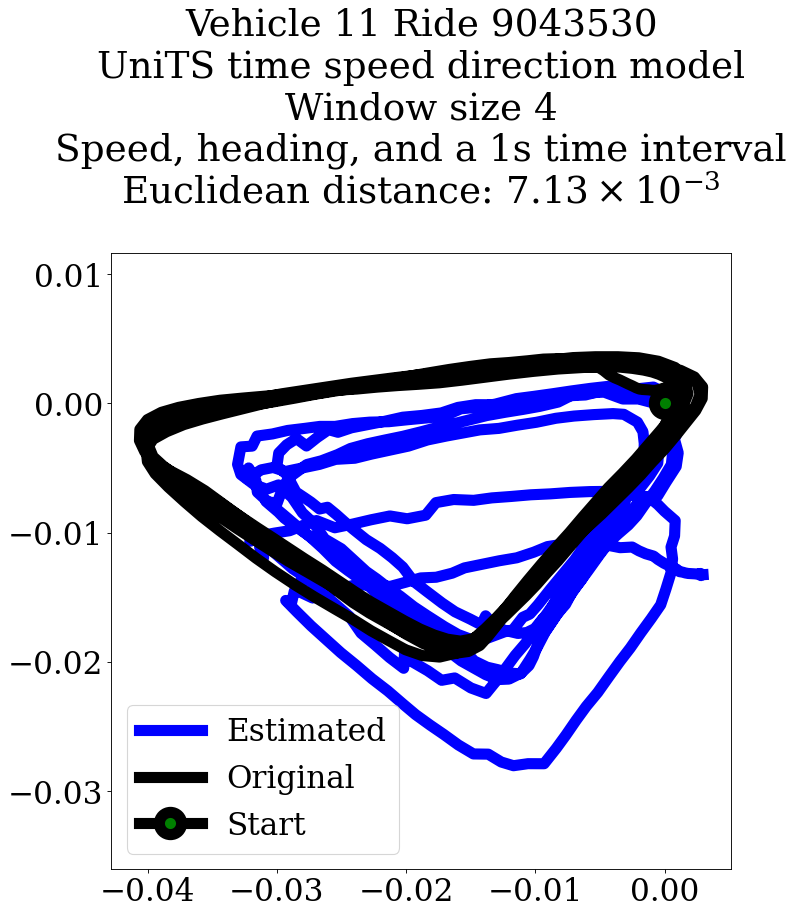 Vehicle 11 Ride 9043530
UniTS time speed direction model
Window size 4
Speed, heading, and a 1s time interval
Euclidean distance: 7.13 × 10⁻³
0.01
0.00
−0.01
−0.02
−0.03
Estimated
Original
Start
−0.04 −0.03 −0.02 −0.01 0.00